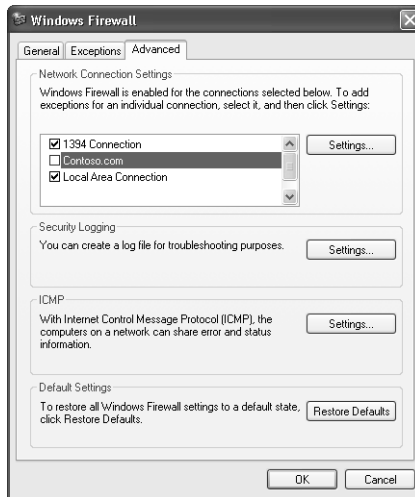 Windows Firewall
General Exceptions Advanced
Network Connection Settings
Windows Firewall is enabled for the connections selected below. To add
exceptions for an individual connection, select it, and then click Settings:
1394 Connection
Contoso.com
Local Area Connection
Settings...
Security Logging
You can create a log file for troubleshooting purposes.
Settings...
ICMP
With Internet Control Message Protocol (ICMP), the
computers on a network can share error and status
information.
Settings...
Default Settings
To restore all Windows Firewall settings to a default state,
click Restore Defaults.
Restore Defaults
OK Cancel